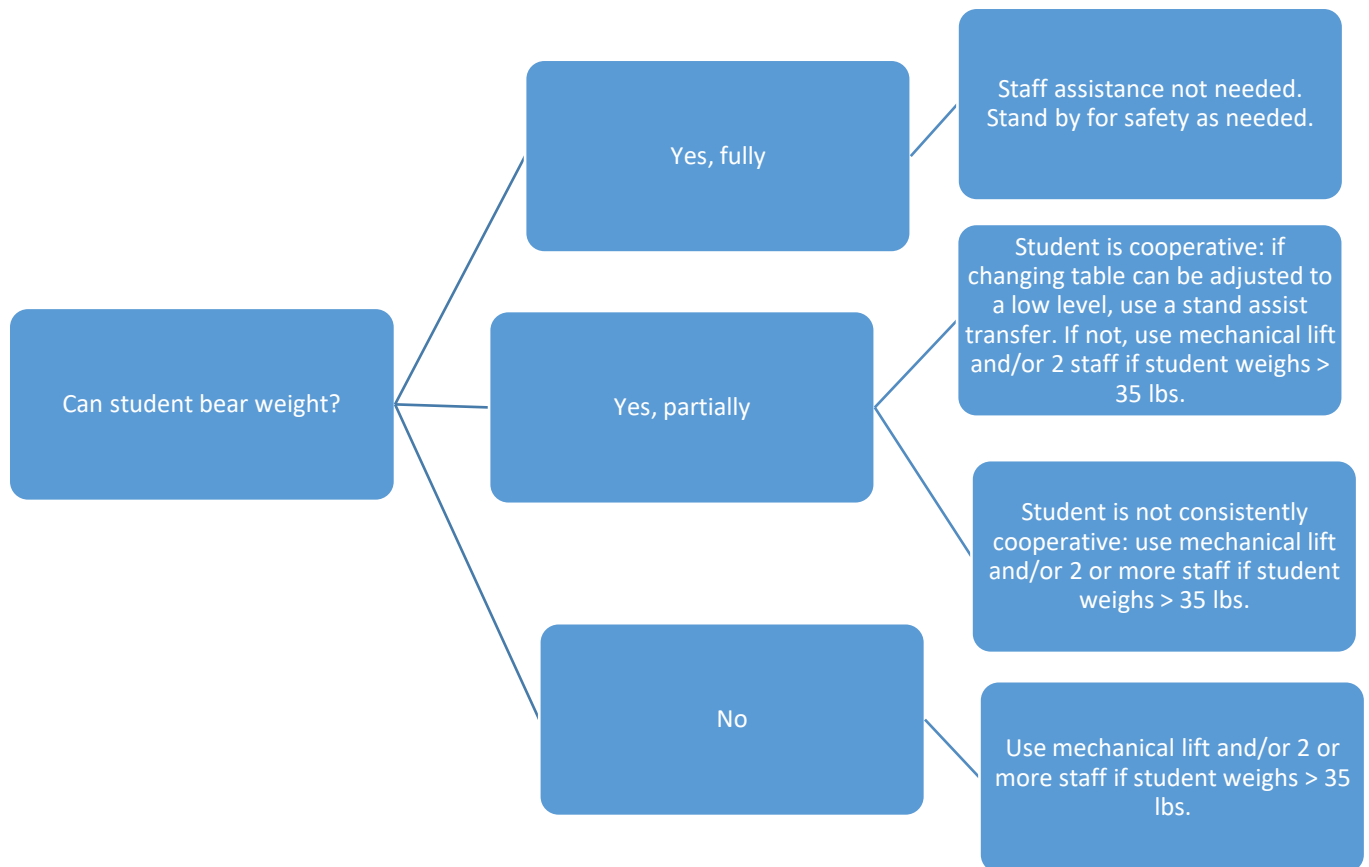 Can student bear weight?
Yes, fully
Staff assistance not needed.
Stand by for safety as needed.
Yes, partially
Student is cooperative: if
changing table can be adjusted to
a low level, use a stand assist
transfer. If not, use mechanical lift
and/or 2 staff if student weighs >
35 lbs.
Student is not consistently
cooperative: use mechanical lift
and/or 2 or more staff if student
weighs > 35 lbs.
No
Use mechanical lift and/or 2 or
more staff if student weighs > 35
lbs.